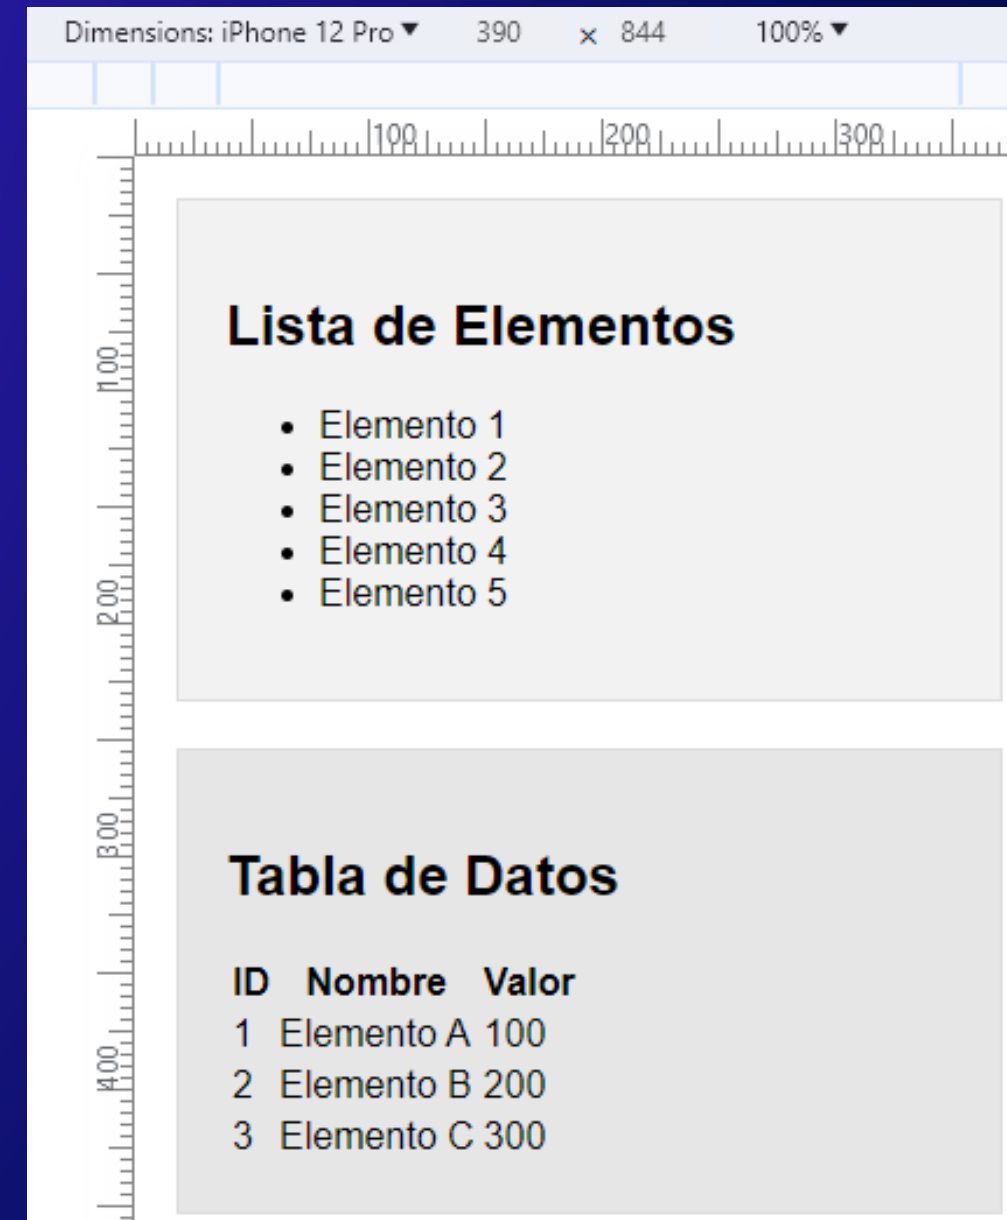 Dimensions: iPhone 12 Pro ▼ 390 × 844 100% ▼
100 200 300
100
200
300
400
Lista de Elementos
• Elemento 1
• Elemento 2
• Elemento 3
• Elemento 4
• Elemento 5
Tabla de Datos
ID Nombre Valor
1 Elemento A 100
2 Elemento B 200
3 Elemento C 300